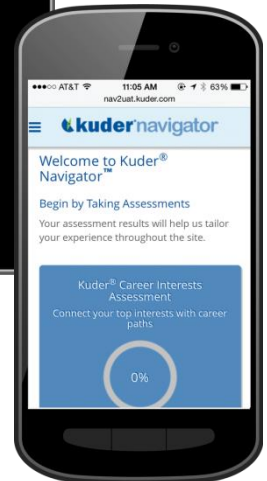 AT&T 11:05 AM 63%
nav2uat.kuder.com
kuder navigator
Welcome to Kuder®
Navigator™
Begin by Taking Assessments
Your assessment results will help us tailor
your experience throughout the site.
Kuder® Career Interests
Assessment
Connect your top interests with career
paths
0%